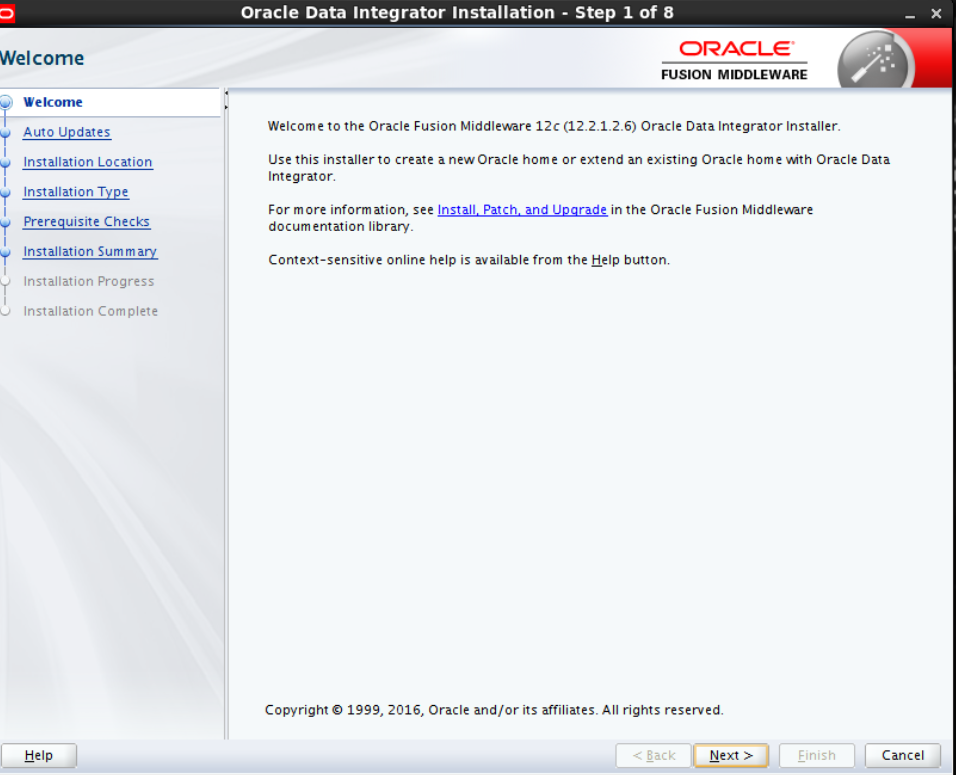 Oracle Data Integrator Installation - Step 1 of 8
Welcome
ORACLE®
FUSION MIDDLEWARE
Welcome
Auto Updates
Installation Location
Installation Type
Prerequisite Checks
Installation Summary
Installation Progress
Installation Complete
Welcome to the Oracle Fusion Middleware 12c (12.2.1.2.6) Oracle Data Integrator Installer.
Use this installer to create a new Oracle home or extend an existing Oracle home with Oracle Data
Integrator.
For more information, see Install, Patch, and Upgrade in the Oracle Fusion Middleware
documentation library.
Context-sensitive online help is available from the Help button.
Copyright © 1999, 2016, Oracle and/or its affiliates. All rights reserved.
Help
< Back
Next >
Finish
Cancel